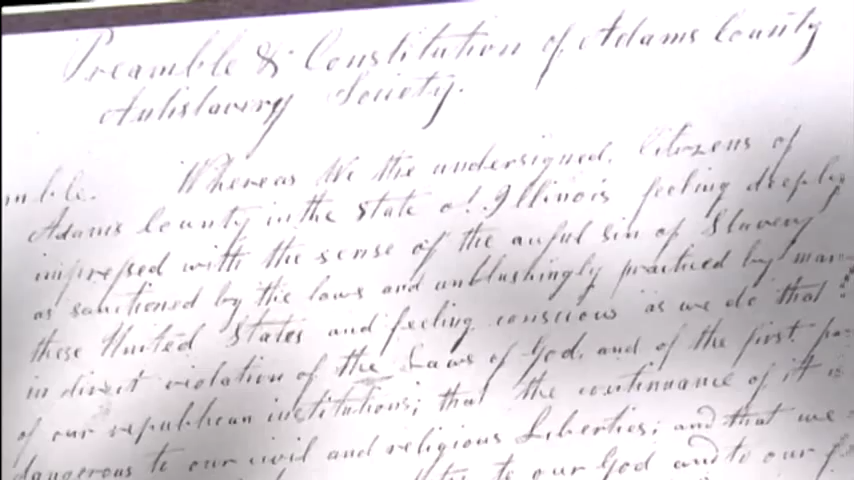 Preamble & Constitution of Adams County
Antislavery Society.
mble. Whereas We the undersigned, Citizens of
Adams County in the State of Illinois feeling deeply
impressed with the sense of the awful sin of Slavery
as sanctioned by the laws and unblushingly practiced by man
these United States and feeling conscious as we do that
in direct violation of the Laws of God, and of the first
of our republican institutions; that the continuance of it is
dangerous to our civil and religious Liberties; and that we
to our God and to our